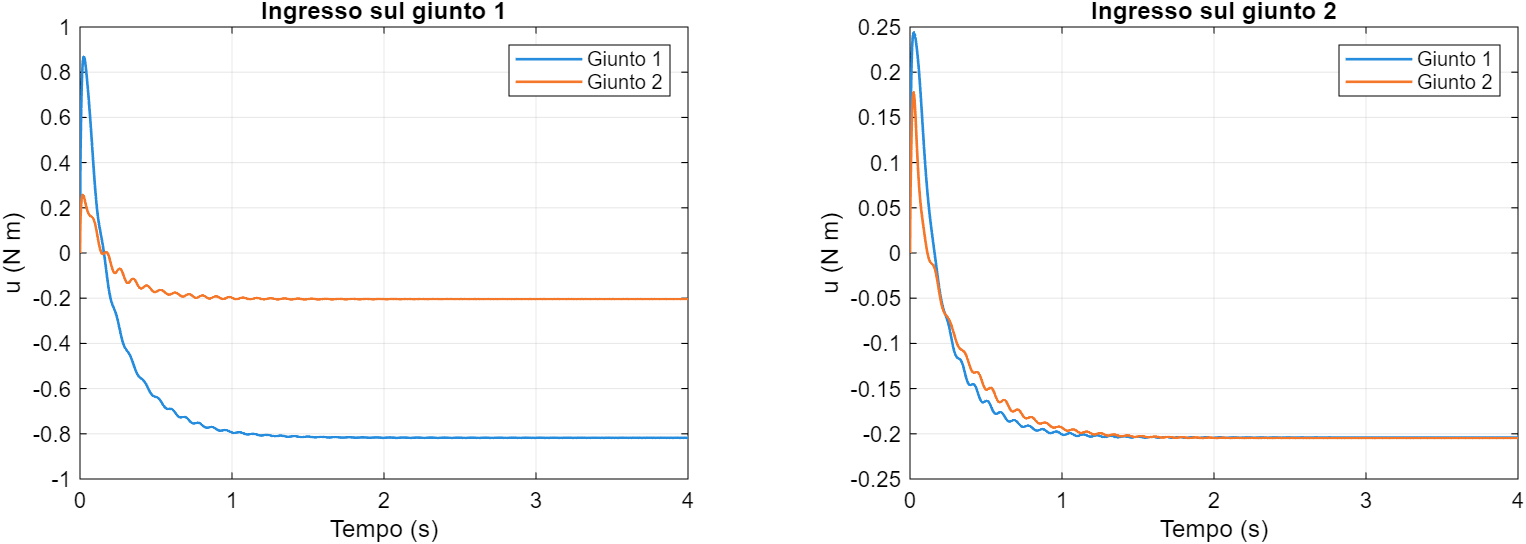 Ingresso sul giunto 1
1
0.8
0.6
0.4
0.2
0
-0.2
-0.4
-0.6
-0.8
-1
u (N m)
Giunto 1
Giunto 2
0 1 2 3 4
Tempo (s)
Ingresso sul giunto 2
0.25
0.2
0.15
0.1
0.05
0
-0.05
-0.1
-0.15
-0.2
-0.25
u (N m)
Giunto 1
Giunto 2
0 1 2 3 4
Tempo (s)